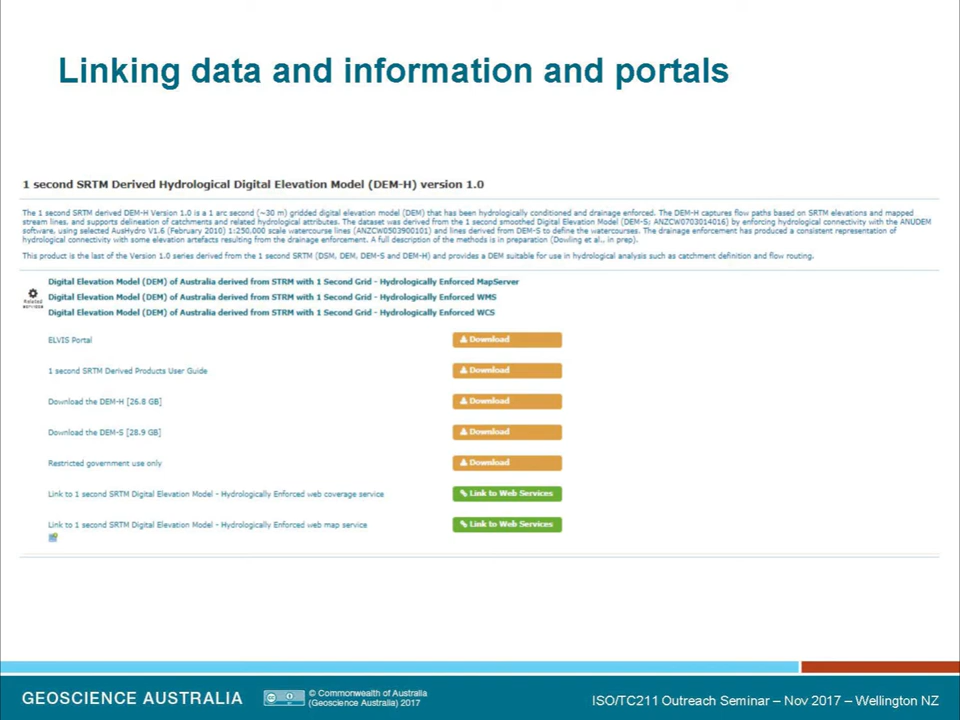 Linking data and information and portals
1 second SRTM Derived Hydrological Digital Elevation Model (DEM-H) version 1.0
The 1 second SRTM derived DEM-H Version 1.0 is a 1 arc second (~30 m) gridded digital elevation model (DEM) that has been hydrologically conditioned and drainage enforced. The DEM-H captures flow paths based on SRTM elevations and mapped
stream lines, and supports delineation of catchments and related hydrological attributes. The dataset was derived from the 1 second smoothed Digital Elevation Model (DEM-S; ANZCW0703014016) by enforcing hydrological connectivity with the ANUDEM
software, using selected AusHydro V1.6 (February 2010) 1:250.000 scale watercourse lines (ANZCW0503900101) and lines derived from DEM-S to define the watercourses. The drainage enforcement has produced a consistent representation of
hydrological connectivity with some elevation artefacts resulting from the drainage enforcement. A full description of the methods is in preparation (Dowling et al., in prep).
This product is the last of the Version 1.0 series derived from the 1 second SRTM (DSM, DEM, DEM-S and DEM-H) and provides a DEM suitable for use in hydrological analysis such as catchment definition and flow routing.
Related
services
Digital Elevation Model (DEM) of Australia derived from STRM with 1 Second Grid - Hydrologically Enforced MapServer
Digital Elevation Model (DEM) of Australia derived from STRM with 1 Second Grid - Hydrologically Enforced WMS
Digital Elevation Model (DEM) of Australia derived from STRM with 1 Second Grid - Hydrologically Enforced WCS
ELVIS Portal Download
1 second SRTM Derived Products User Guide Download
Download the DEM-H [26.8 GB] Download
Download the DEM-S [28.9 GB] Download
Restricted government use only Download
Link to 1 second SRTM Digital Elevation Model - Hydrologically Enforced web coverage service Link to Web Services
Link to 1 second SRTM Digital Elevation Model - Hydrologically Enforced web map service Link to Web Services
GEOSCIENCE AUSTRALIA
© Commonwealth of Australia
(Geoscience Australia) 2017
ISO/TC211 Outreach Seminar – Nov 2017 – Wellington NZ